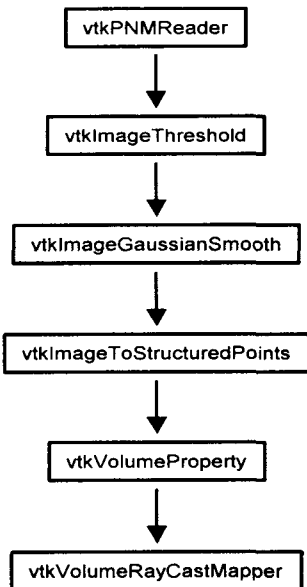 vtkPNMReader
vtkImageThreshold
vtkImageGaussianSmooth
vtkImageToStructuredPoints
vtkVolumeProperty
vtkVolumeRayCastMapper